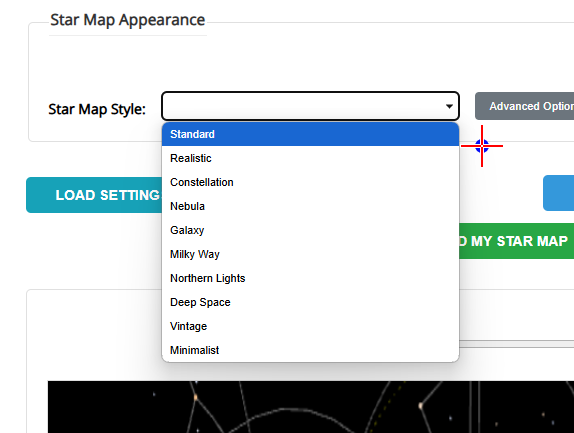 Star Map Appearance
Star Map Style:
Advanced Option
Standard
Realistic
Constellation
Nebula
Galaxy
Milky Way
Northern Lights
Deep Space
Vintage
Minimalist
LOAD SETTING
D MY STAR MAP